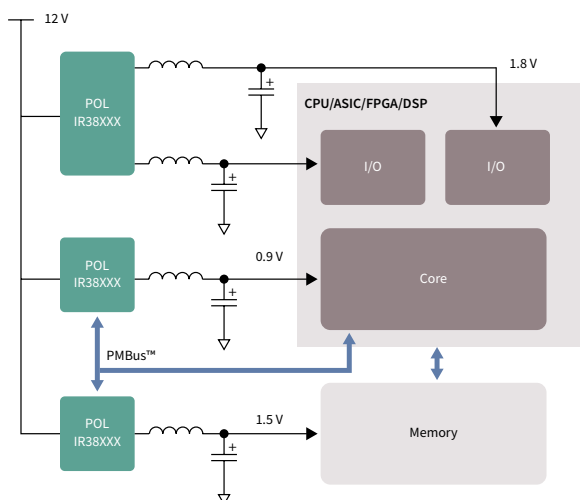 12 V
POL
IR38XXX
+
1.8 V
CPU/ASIC/FPGA/DSP
I/O
I/O
+
POL
IR38XXX
0.9 V
+
Core
PMBus™
POL
IR38XXX
1.5 V
+
Memory